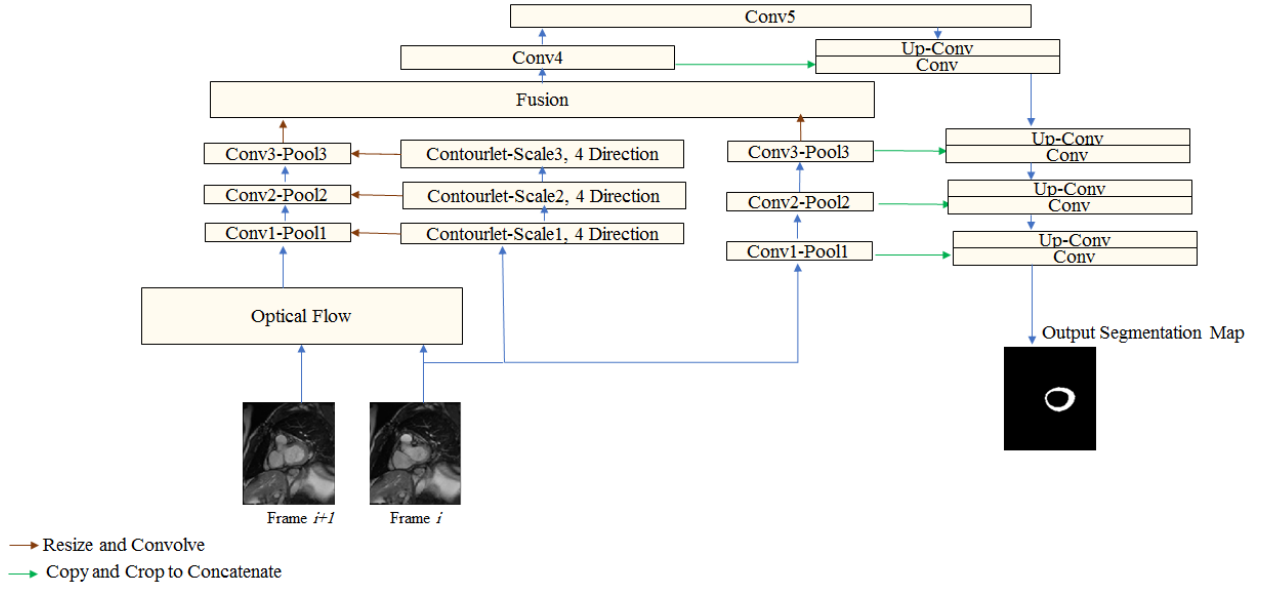 Conv5
Conv4
Up-Conv
Conv
Fusion
Conv3-Pool3
Contourlet-Scale3, 4 Direction
Conv3-Pool3
Up-Conv
Conv
Conv2-Pool2
Contourlet-Scale2, 4 Direction
Conv2-Pool2
Up-Conv
Conv
Conv1-Pool1
Contourlet-Scale1, 4 Direction
Conv1-Pool1
Up-Conv
Conv
Optical Flow
Output Segmentation Map
Frame i+1
Frame i
Resize and Convolve
Copy and Crop to Concatenate